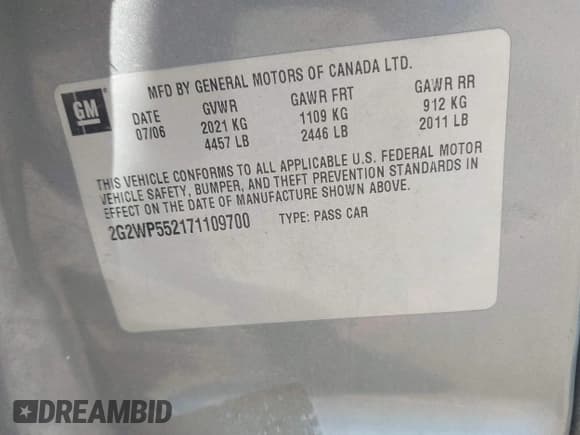 MFD BY GENERAL MOTORS OF CANADA LTD.
GM
DATE GVWR GAWR FRT GAWR RR
07/06 2021 KG 1109 KG 912 KG
4457 LB 2446 LB 2011 LB
THIS VEHICLE CONFORMS TO ALL APPLICABLE U.S. FEDERAL MOTOR
VEHICLE SAFETY, BUMPER, AND THEFT PREVENTION STANDARDS IN
EFFECT ON THE DATE OF MANUFACTURE SHOWN ABOVE.
2G2WP552171109700 TYPE: PASS CAR
DREAMBID